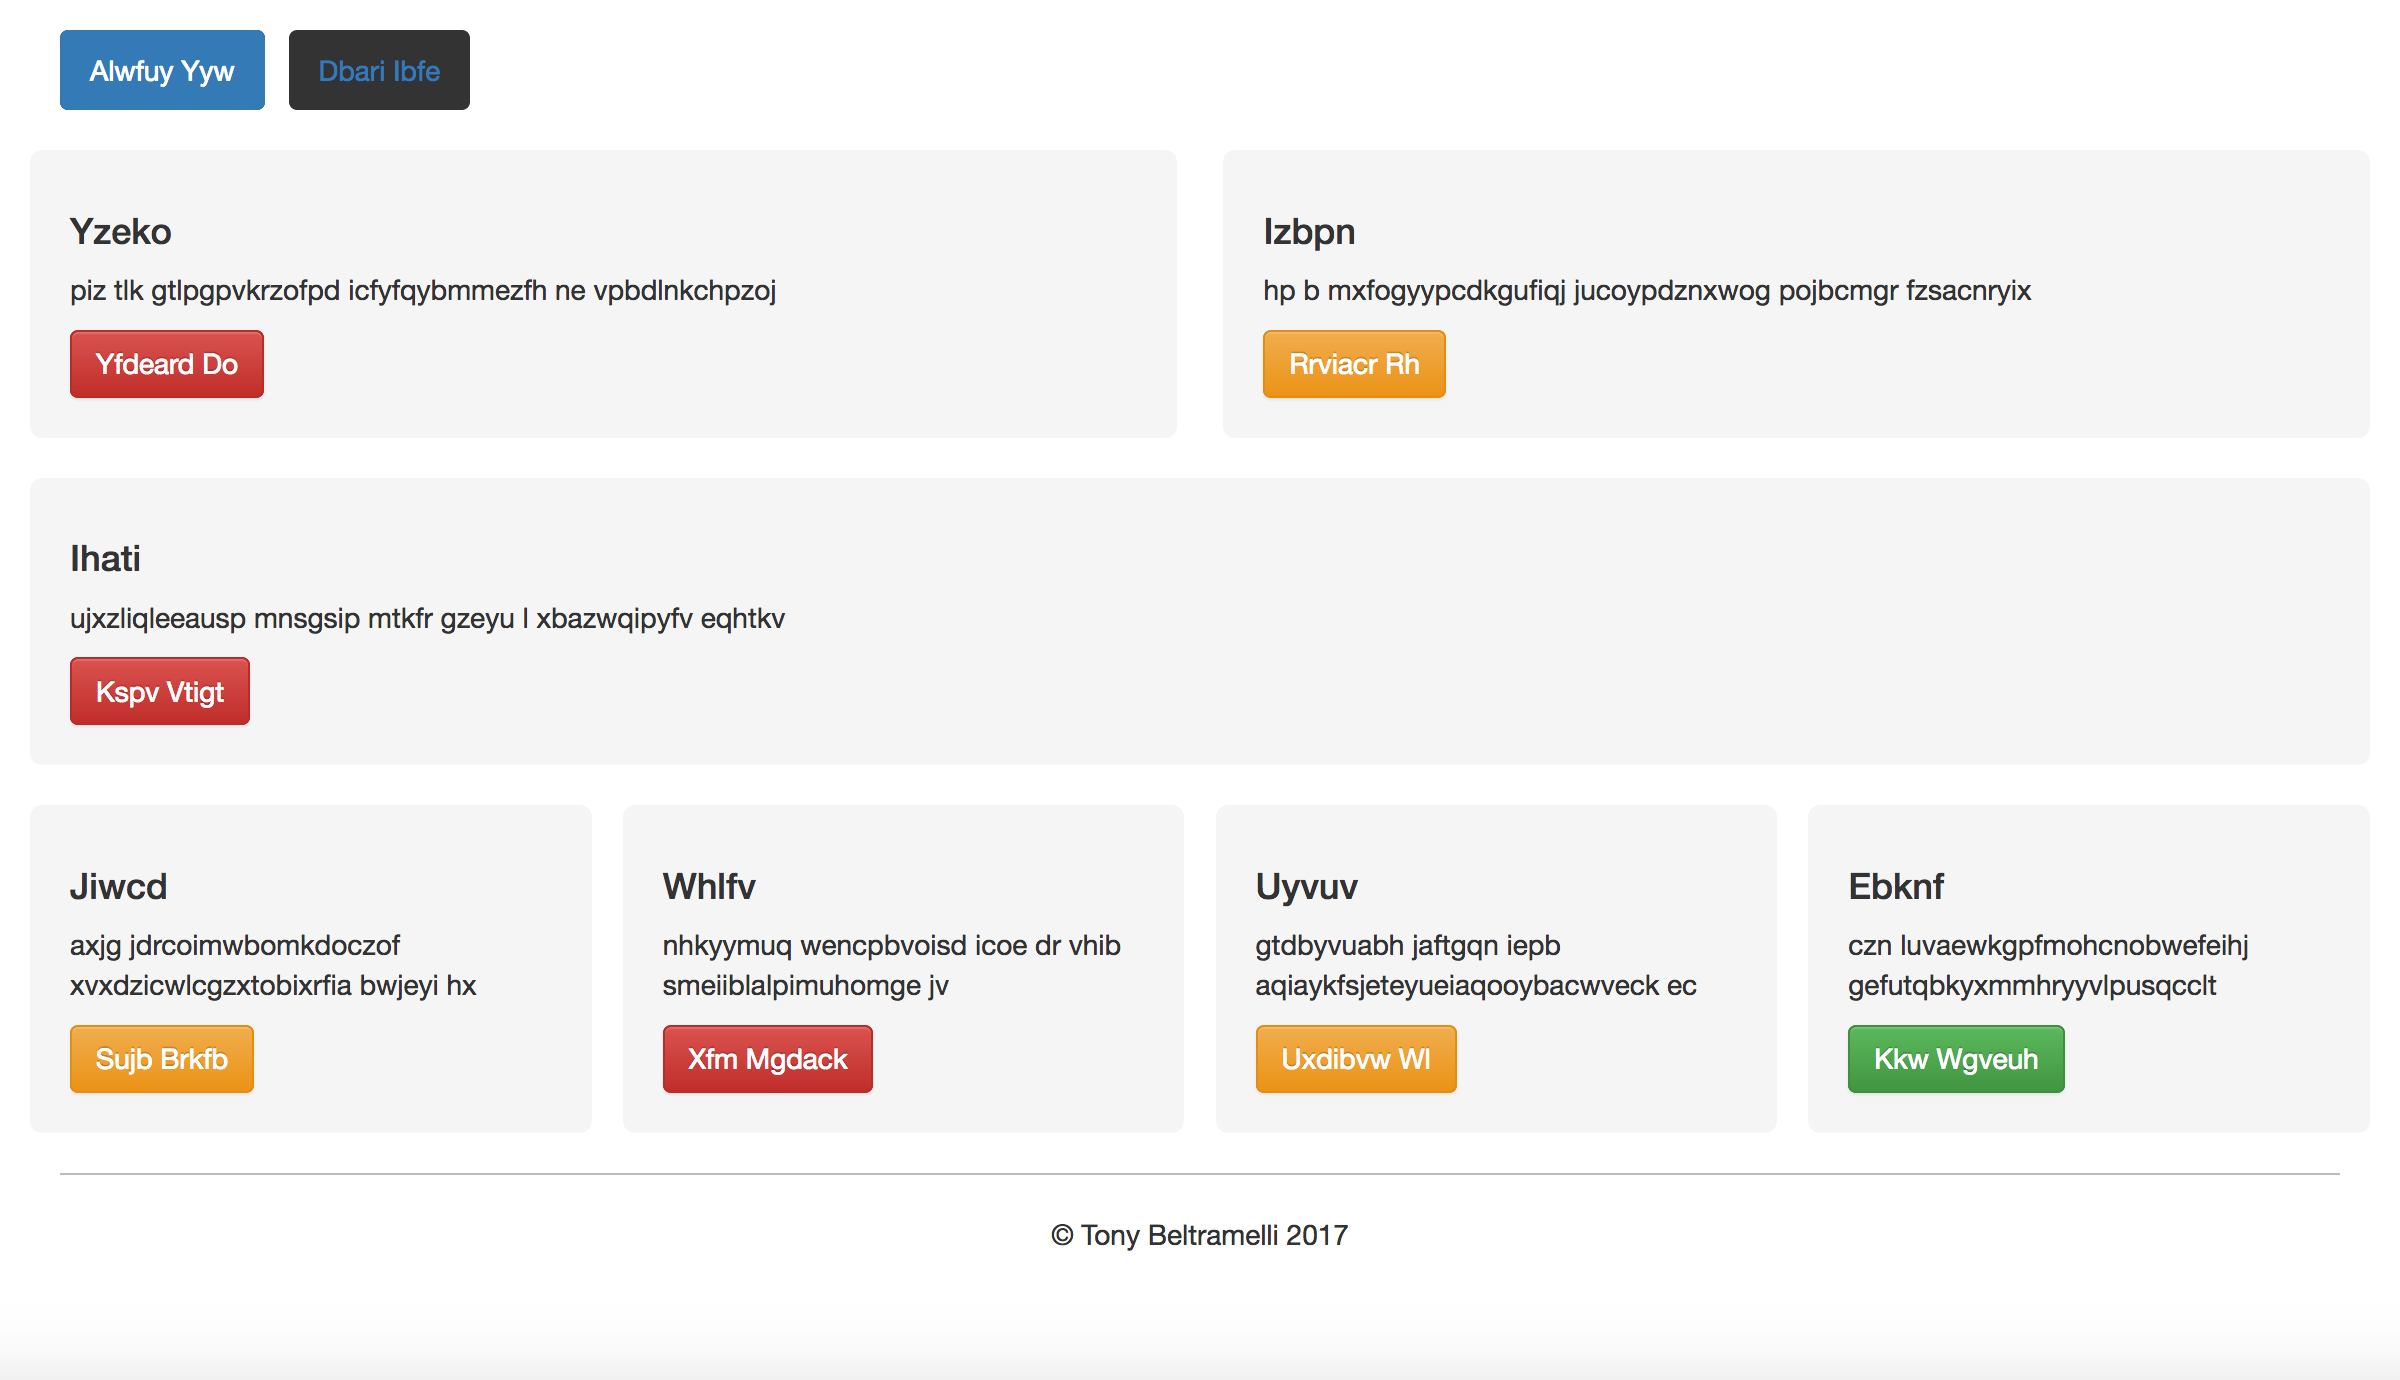 Alwfuy Yyw Dbari Ibfe
Yzeko
piz tlk gtlpgpvkrzofpd icfyfqybmmezfh ne vpbdlnkchpzoj
Yfdeard Do
Izbpn
hp b mxfogyypcdkgufiqj jucoypdznxwog pojbcmgr fzsacnryix
Rrviacr Rh
Ihati
ujxzliqleeausp mnsgsip mtkfr gzeyu l xbazwqipyfv eqhtkv
Kspv Vtigt
Jiwcd
axjg jdrcoimwbomkdoczof
xvxdzicwlcgzxtobixrfia bwjeyi hx
Sujb Brkfb
Whlfv
nhkyymuq wencpbvoisd icoe dr vhib
smeiiblalpimuhomge jv
Xfm Mgdack
Uyvuv
gtdbyvuabh jaftgqn iepb
aqiaykfsjeteyueiaqooybacwveck ec
Uxdibvw Wl
Ebknf
czn luvaewkgpfmohcnobwefeihj
gefutqbkyxmmhryyvlpusqcclt
Kkw Wgveuh
© Tony Beltramelli 2017